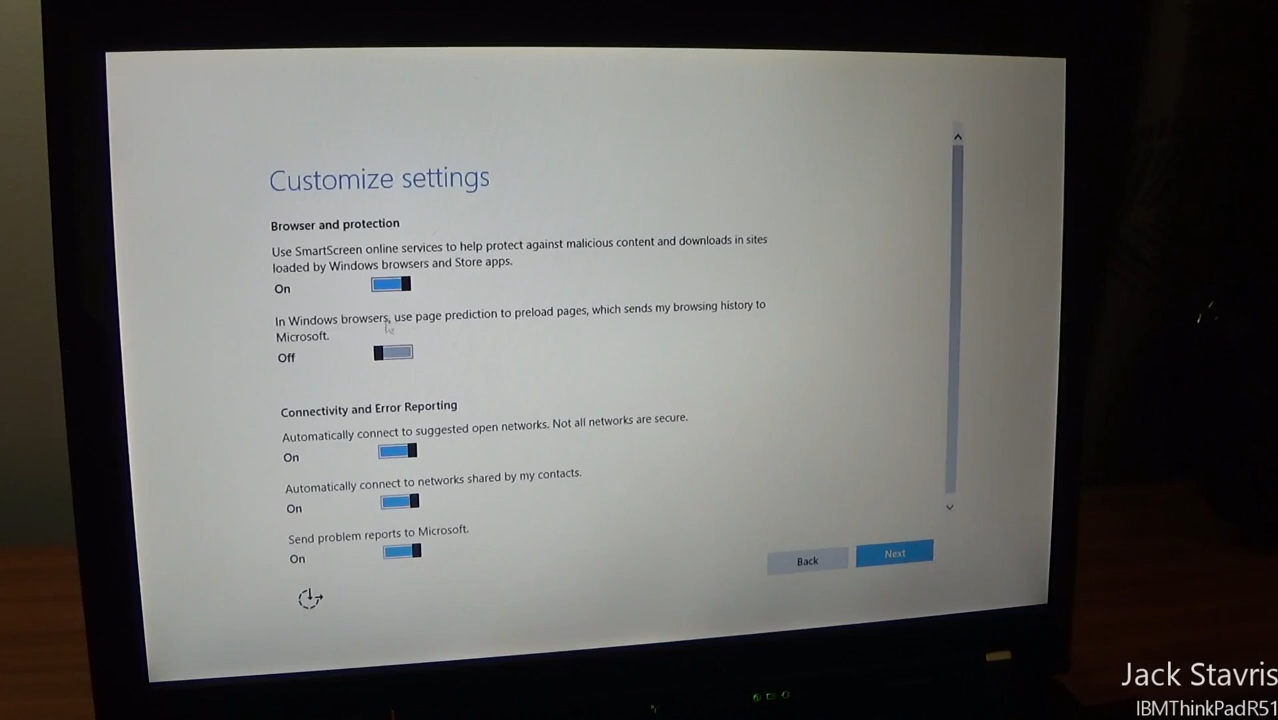 Customize settings
Browser and protection
Use SmartScreen online services to help protect against malicious content and downloads in sites
loaded by Windows browsers and Store apps.
On
In Windows browsers, use page prediction to preload pages, which sends my browsing history to
Microsoft.
Off
Connectivity and Error Reporting
Automatically connect to suggested open networks. Not all networks are secure.
On
Automatically connect to networks shared by my contacts.
On
Send problem reports to Microsoft.
On
Back
Next
Jack Stavris
IBMThinkPadR51